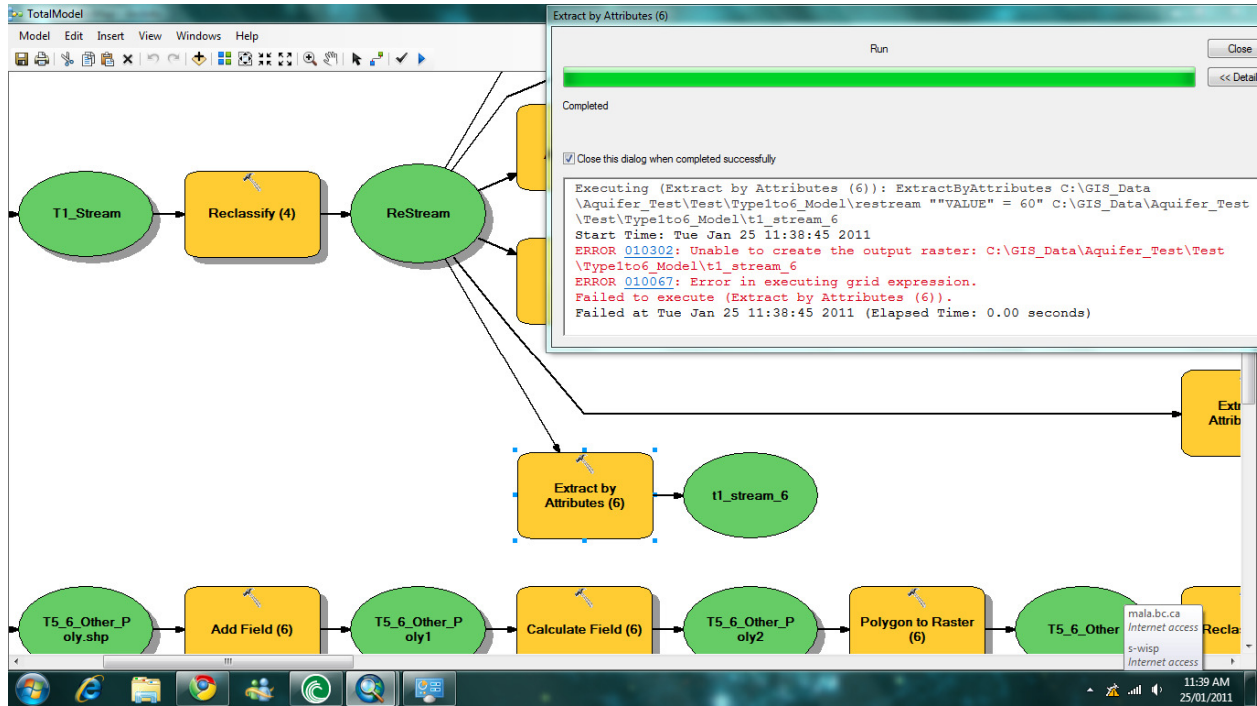 TotalModel
Model Edit Insert View Windows Help
Extract by Attributes (6)
Run
Close
<< Detail
Completed
Close this dialog when completed successfully
Executing (Extract by Attributes (6)): ExtractByAttributes C:\GIS_Data
\Aquifer_Test\Test\Type1to6_Model\restream ""VALUE" = 60" C:\GIS_Data\Aquifer_Test
\Test\Type1to6_Model\t1_stream_6
Start Time: Tue Jan 25 11:38:45 2011
ERROR 010302: Unable to create the output raster: C:\GIS_Data\Aquifer_Test\Test
\Type1to6_Model\t1_stream_6
ERROR 010067: Error in executing grid expression.
Failed to execute (Extract by Attributes (6)).
Failed at Tue Jan 25 11:38:45 2011 (Elapsed Time: 0.00 seconds)
T1_Stream
Reclassify (4)
ReStream
Extr
Attrib
Extract by
Attributes (6)
t1_stream_6
T5_6_Other_P
oly.shp
Add Field (6)
T5_6_Other_P
oly1
Calculate Field (6)
T5_6_Other_P
oly2
Polygon to Raster
(6)
T5_6_Other
Recla
mala.bc.ca
Internet access
s-wisp
Internet access
11:39 AM
25/01/2011